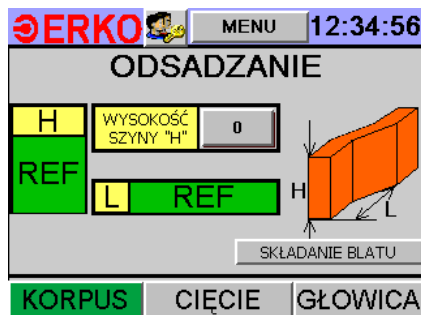 ERKO MENU 12:34:56
ODSADZANIE
H WYSOKOŚĆ SZYNY "H" 0
REF
L REF
H
L
SKŁADANIE BLATU
KORPUS CIĘCIE GŁOWICA